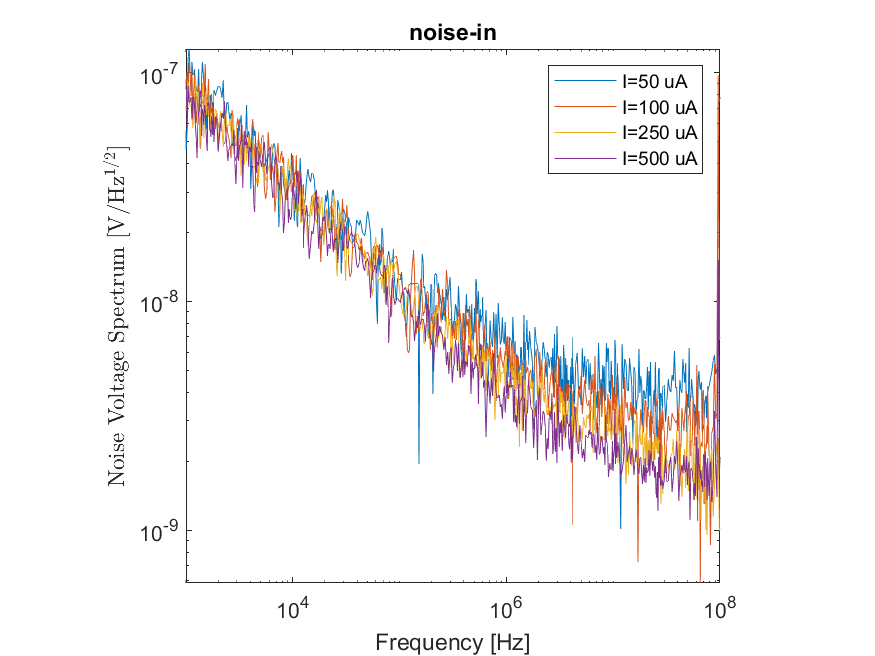 noise-in
10^-7
10^-8
10^-9
Noise Voltage Spectrum [V/Hz^1/2]
I=50 uA
I=100 uA
I=250 uA
I=500 uA
10^4
10^6
10^8
Frequency [Hz]